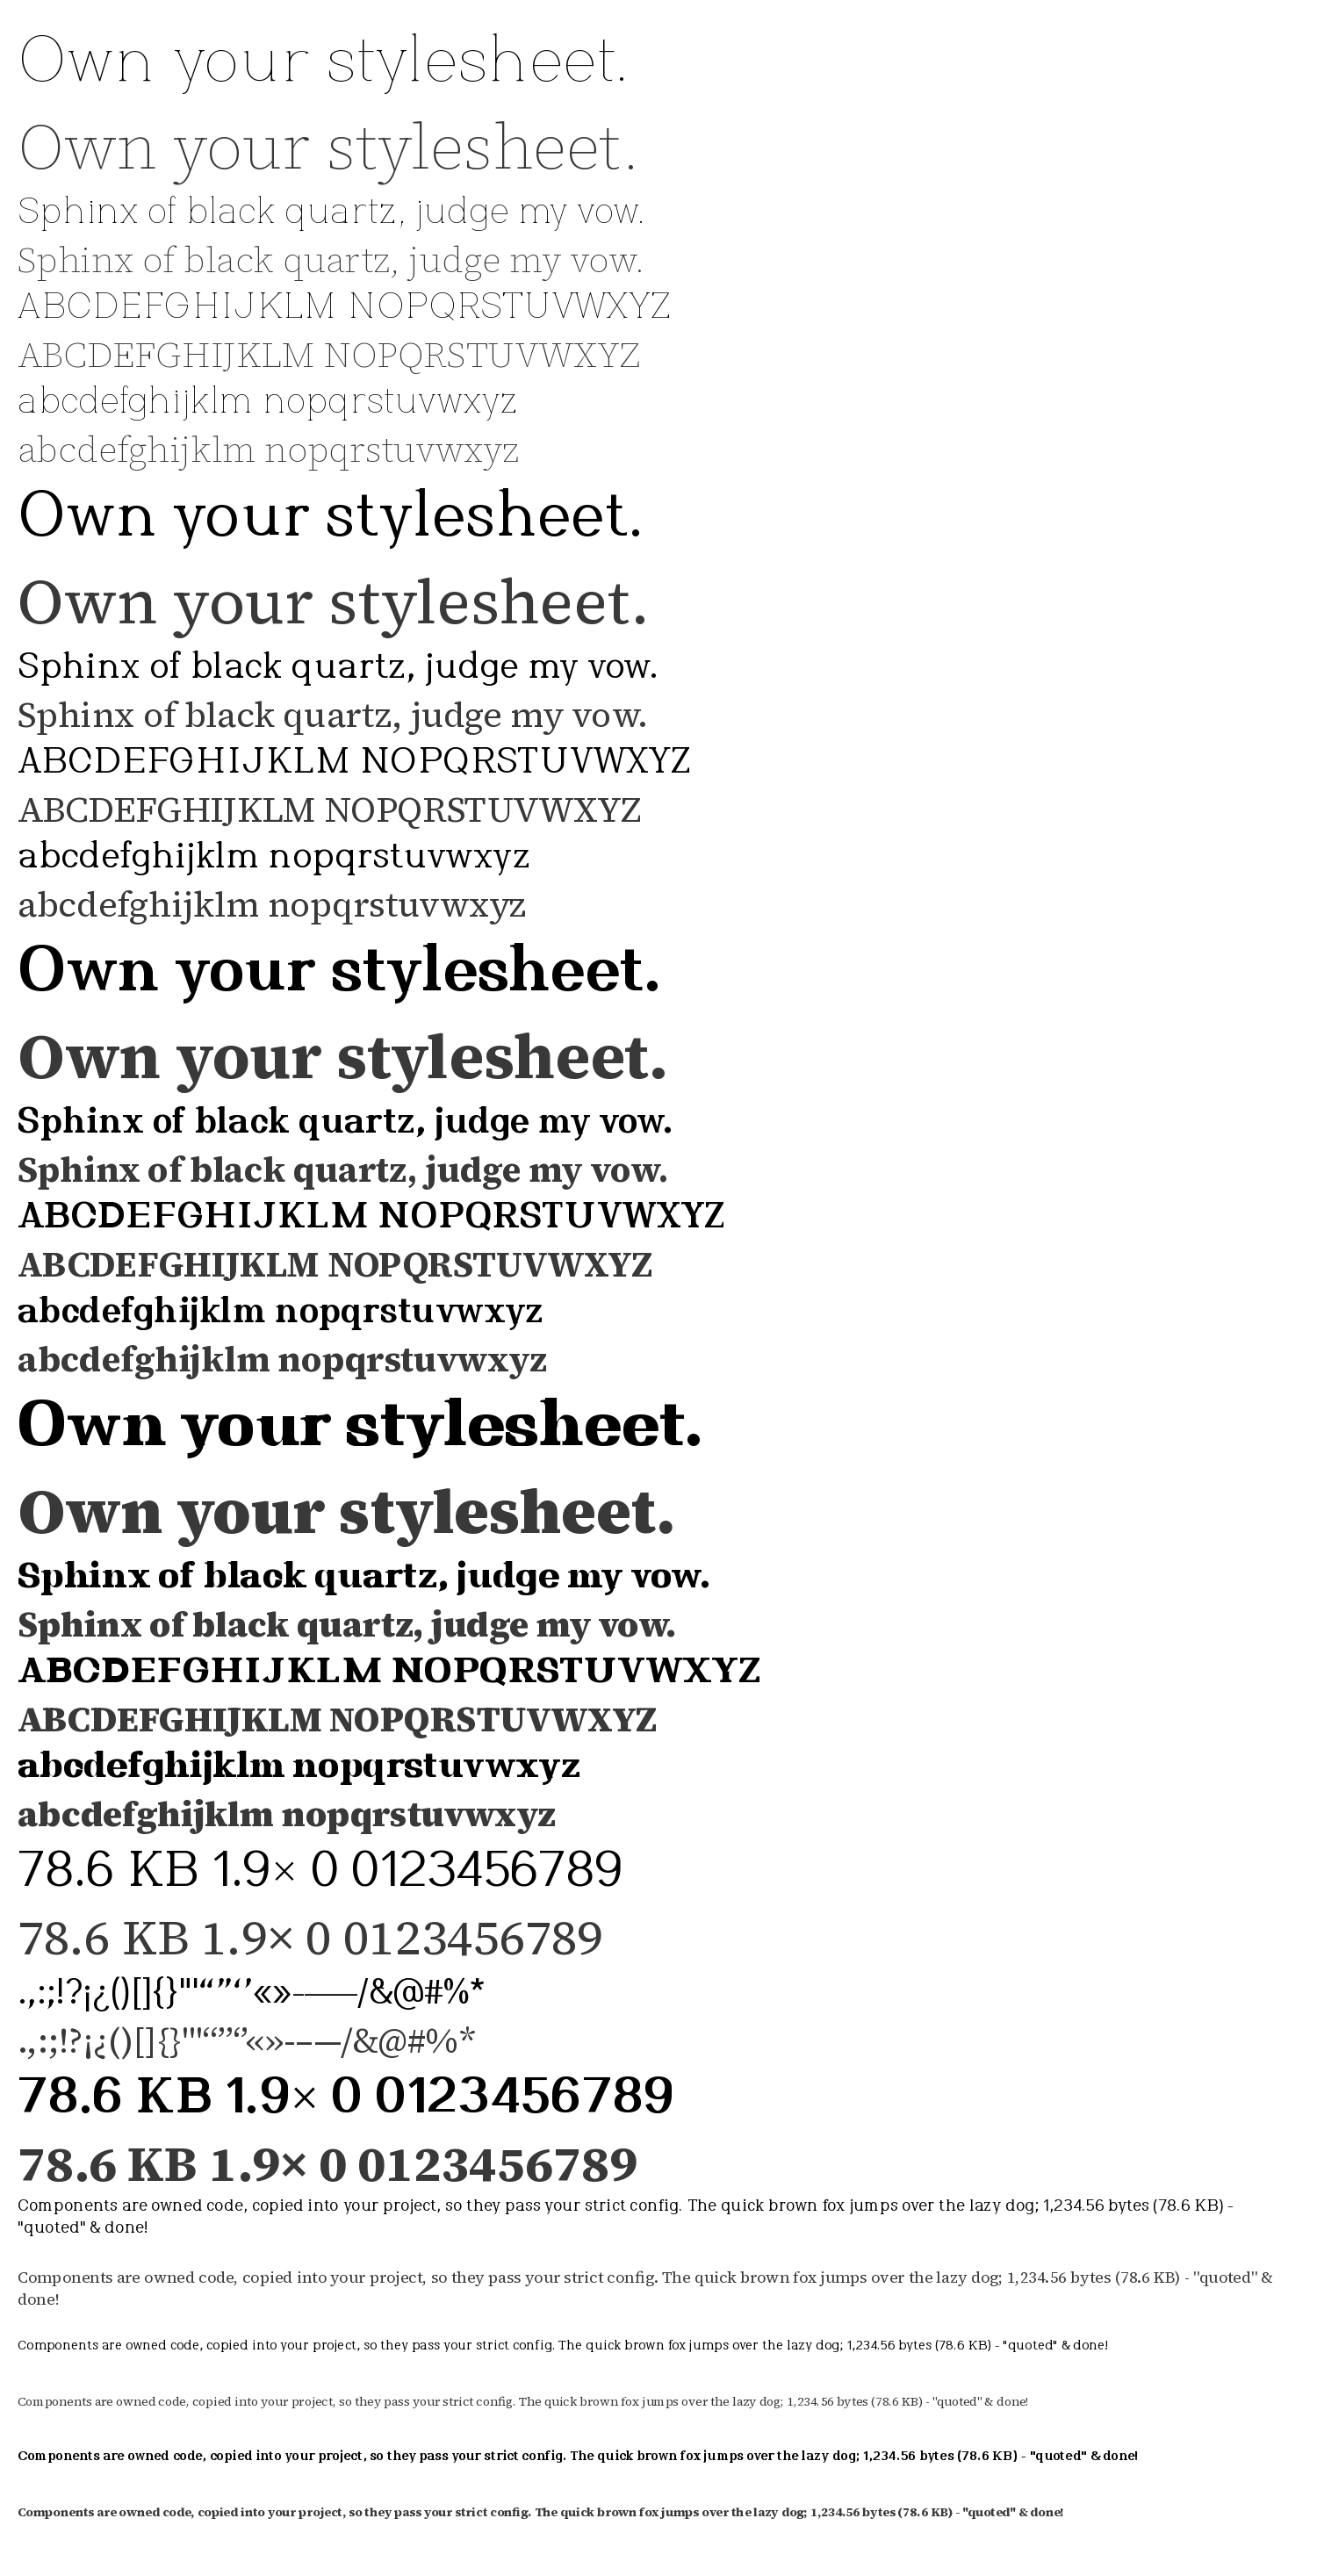 Own your stylesheet.
Own your stylesheet.
Sphinx of black quartz, judge my vow.
Sphinx of black quartz, judge my vow.
ABCDEFGHIJKLM NOPQRSTUVWXYZ
ABCDEFGHIJKLM NOPQRSTUVWXYZ
abcdefghijklm nopqrstuvwxyz
abcdefghijklm nopqrstuvwxyz
Own your stylesheet.
Own your stylesheet.
Sphinx of black quartz, judge my vow.
Sphinx of black quartz, judge my vow.
ABCDEFGHIJKLM NOPQRSTUVWXYZ
ABCDEFGHIJKLM NOPQRSTUVWXYZ
abcdefghijklm nopqrstuvwxyz
abcdefghijklm nopqrstuvwxyz
Own your stylesheet.
Own your stylesheet.
Sphinx of black quartz, judge my vow.
Sphinx of black quartz, judge my vow.
ABCDEFGHIJKLM NOPQRSTUVWXYZ
ABCDEFGHIJKLM NOPQRSTUVWXYZ
abcdefghijklm nopqrstuvwxyz
abcdefghijklm nopqrstuvwxyz
Own your stylesheet.
Own your stylesheet.
Sphinx of black quartz, judge my vow.
Sphinx of black quartz, judge my vow.
ABCDEFGHIJKLM NOPQRSTUVWXYZ
ABCDEFGHIJKLM NOPQRSTUVWXYZ
abcdefghijklm nopqrstuvwxyz
abcdefghijklm nopqrstuvwxyz
78.6 KB 1.9× 0 0123456789
78.6 KB 1.9× 0 0123456789
.,:;!?¡¿()[]{}"'“”‘’«»-–—/&@#%*
.,:;!?¡¿()[]{}"'“”‘’«»-–—/&@#%*
78.6 KB 1.9× 0 0123456789
78.6 KB 1.9× 0 0123456789
Components are owned code, copied into your project, so they pass your strict config. The quick brown fox jumps over the lazy dog; 1,234.56 bytes (78.6 KB) -
"quoted" & done!
Components are owned code, copied into your project, so they pass your strict config. The quick brown fox jumps over the lazy dog; 1,234.56 bytes (78.6 KB) - "quoted" &
done!
Components are owned code, copied into your project, so they pass your strict config. The quick brown fox jumps over the lazy dog; 1,234.56 bytes (78.6 KB) - "quoted" & done!
Components are owned code, copied into your project, so they pass your strict config. The quick brown fox jumps over the lazy dog; 1,234.56 bytes (78.6 KB) - "quoted" & done!
Components are owned code, copied into your project, so they pass your strict config. The quick brown fox jumps over the lazy dog; 1,234.56 bytes (78.6 KB) - "quoted" & done!
Components are owned code, copied into your project, so they pass your strict config. The quick brown fox jumps over the lazy dog; 1,234.56 bytes (78.6 KB) - "quoted" & done!